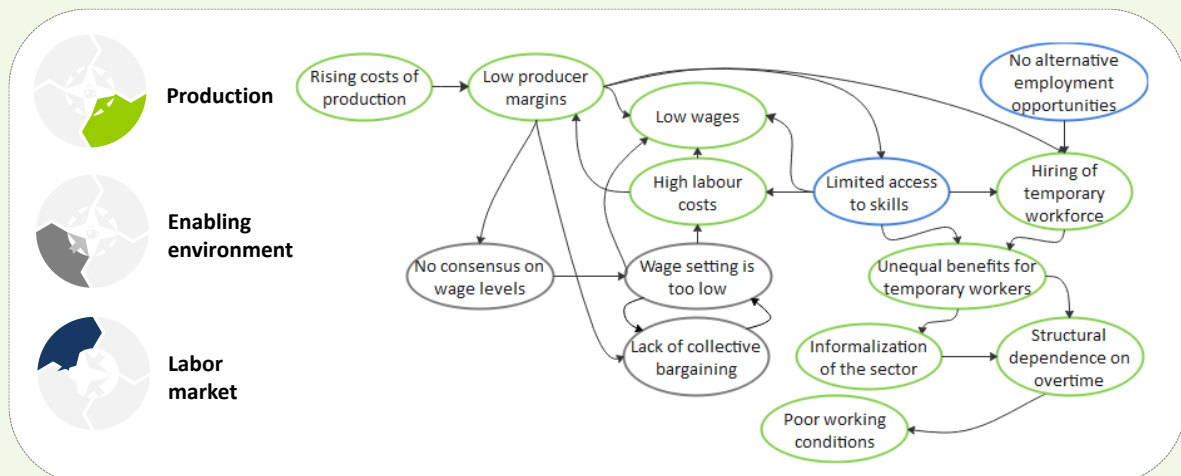 Production
Enabling
environment
Labor
market
Rising costs of
production
Low producer
margins
No alternative
employment
opportunities
Low wages
High labour
costs
Limited access
to skills
Hiring of
temporary
workforce
No consensus on
wage levels
Wage setting is
too low
Unequal benefits for
temporary workers
Lack of collective
bargaining
Informalization
of the sector
Structural
dependence on
overtime
Poor working
conditions